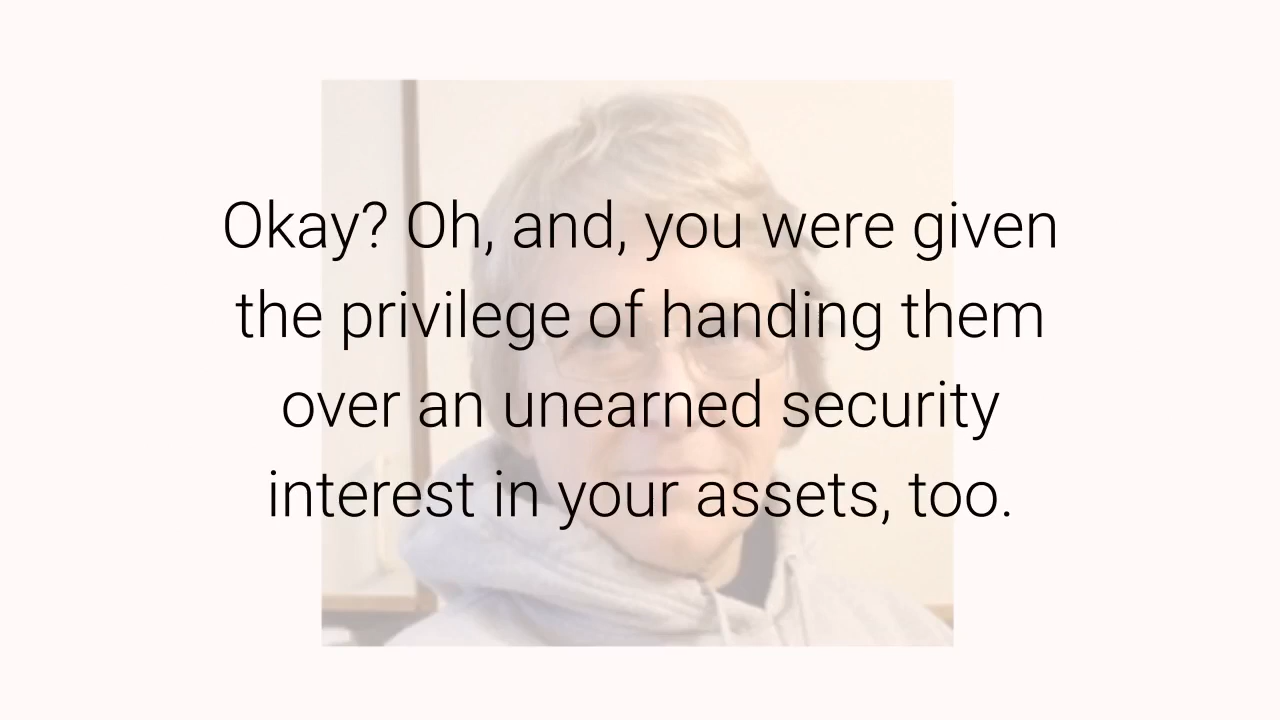 Okay? Oh, and, you were given
the privilege of handing them
over an unearned security
interest in your assets, too.